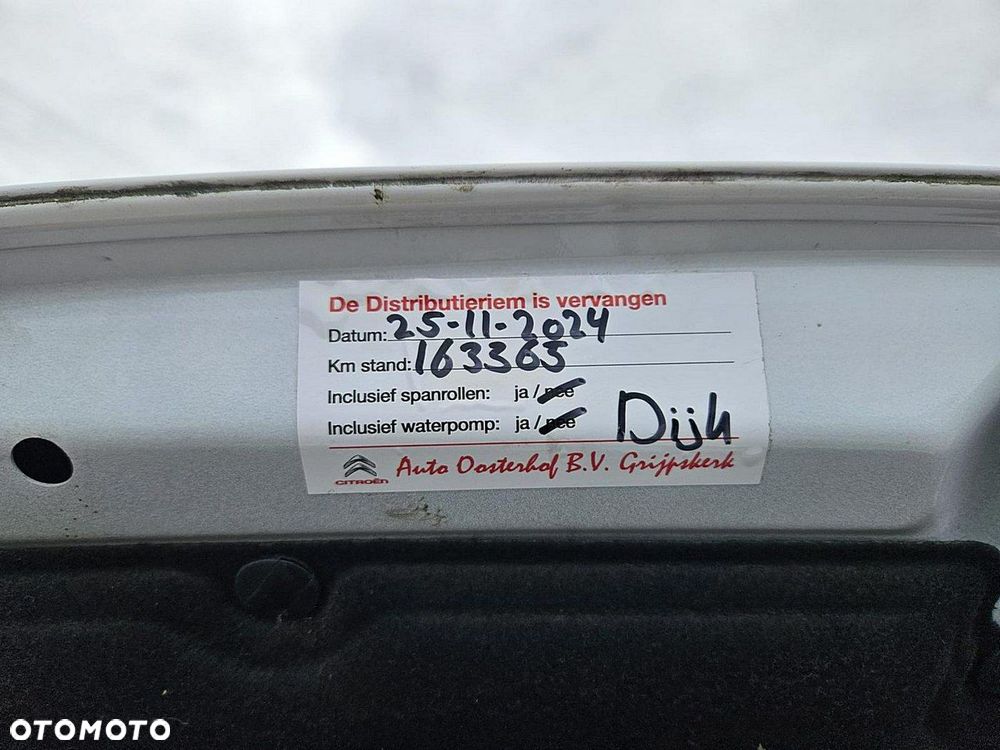 De Distributieriem is vervangen
Datum: 25-11-2024
Km stand: 163365
Inclusief spanrollen: ja / nee
Inclusief waterpomp: ja / nee
Dijk
CITROËN Auto Oosterhof B.V. Grijpskerk
OTOMOTO